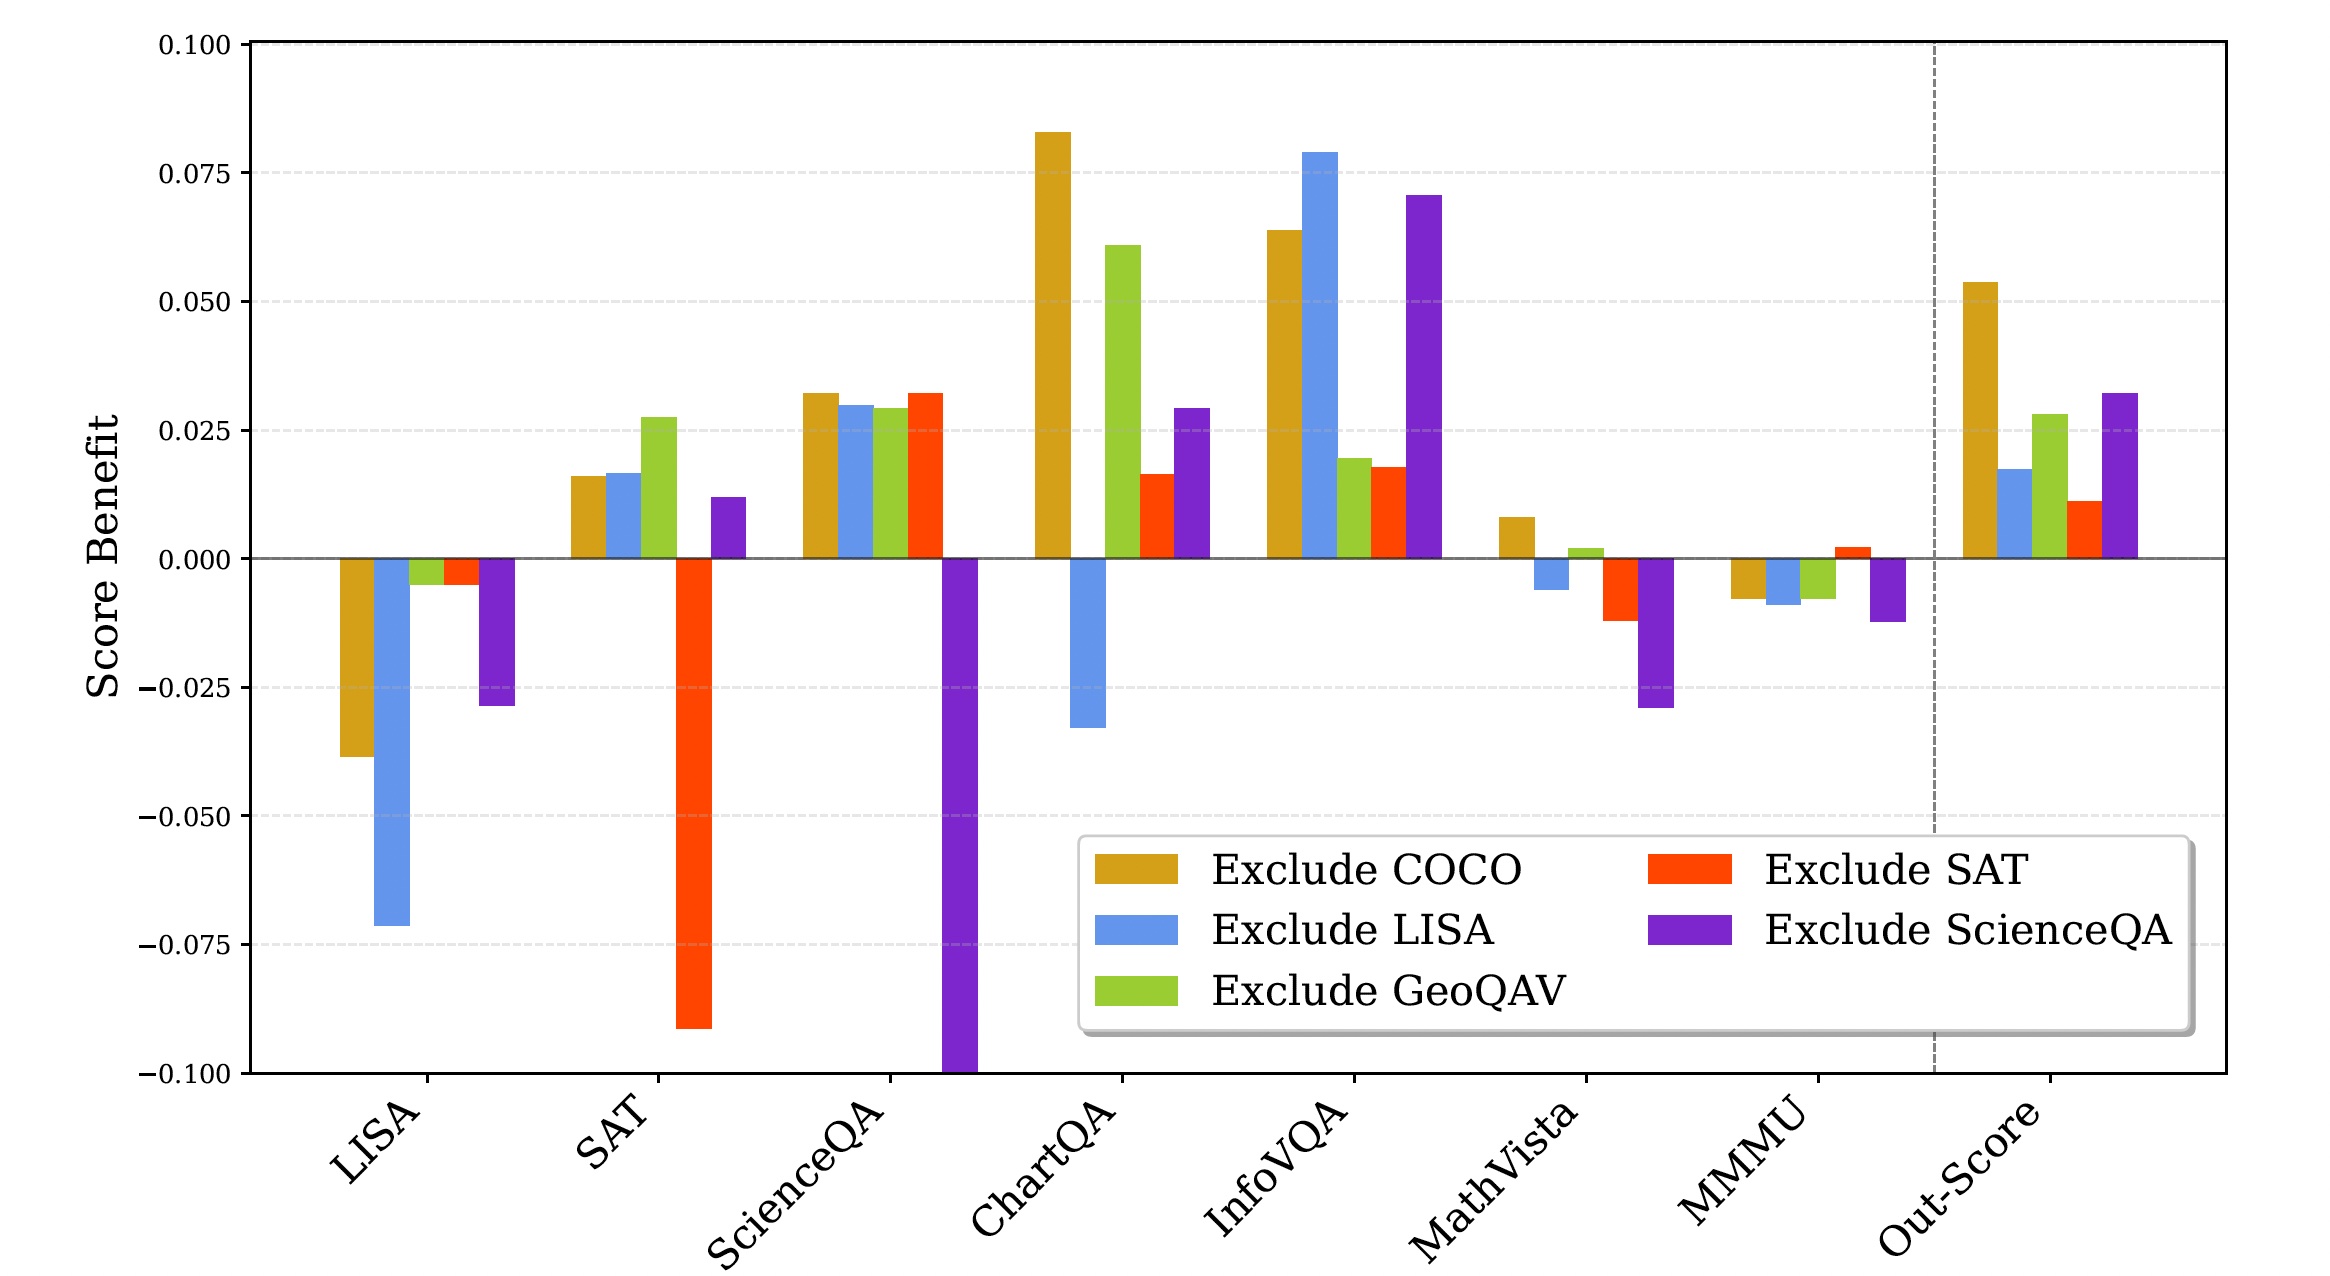 Score Benefit
0.100
0.075
0.050
0.025
0.000
−0.025
−0.050
−0.075
−0.100
Exclude COCO
Exclude LISA
Exclude GeoQAV
Exclude SAT
Exclude ScienceQA
LISA
SAT
ScienceQA
ChartQA
InfoVQA
MathVista
MMMU
Out-Score